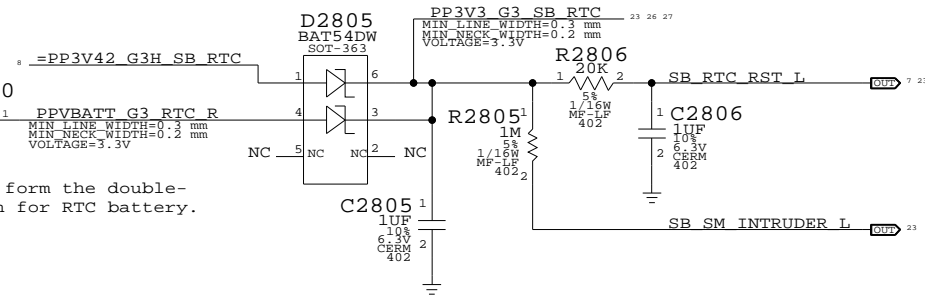 D2805
BAT54DW
SOT-363
PP3V3_G3_SB_RTC
23 26 27
MIN_LINE_WIDTH=0.3 mm
MIN_NECK_WIDTH=0.2 mm
VOLTAGE=3.3V
8
=PP3V42_G3H_SB_RTC
1
6
R2806
20K
1
2
5%
1/16W
MF-LF
402
SB_RTC_RST_L
OUT
7 23
0
1
PPVBATT_G3_RTC_R
MIN_LINE_WIDTH=0.3 mm
MIN_NECK_WIDTH=0.2 mm
VOLTAGE=3.3V
4
3
NC
5
NC
NC
2
NC
R2805
1
1M
5%
1/16W
MF-LF
402
2
C2806
1
1UF
10%
6.3V
2
CERM
402
form the double-
n for RTC battery.
C2805
1
1UF
10%
6.3V
2
CERM
402
SB_SM_INTRUDER_L
OUT
23